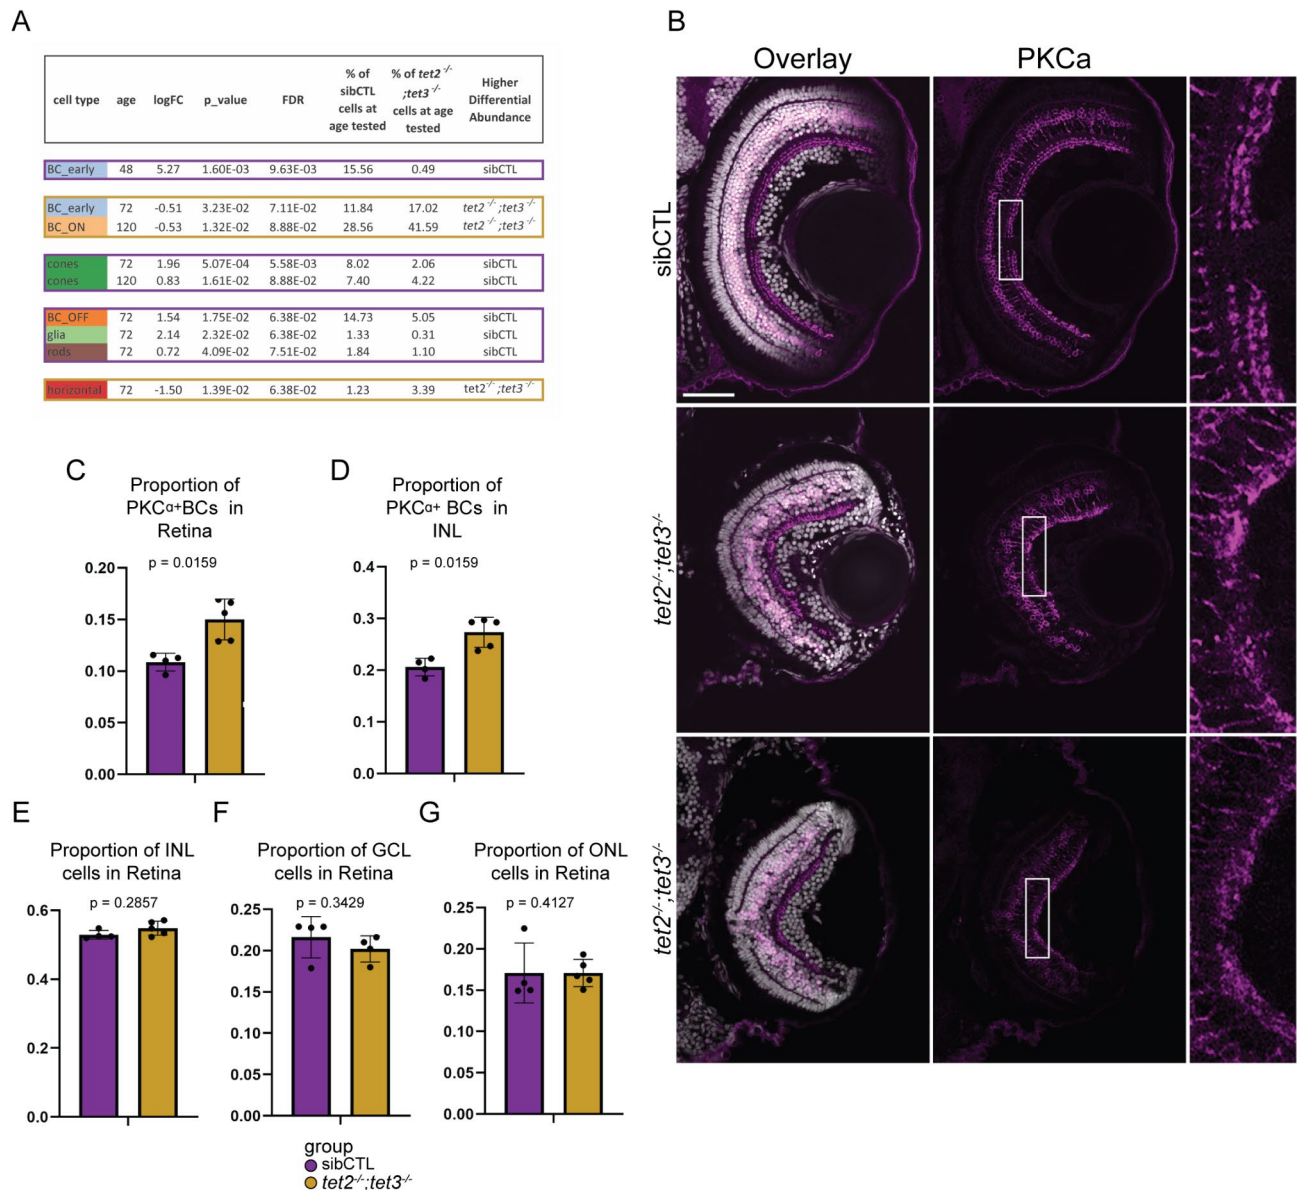 A
cell type age logFC p_value FDR % of sibCTL cells at age tested % of tet2-/-;tet3-/- cells at age tested Higher Differential Abundance
BC_early 48 5.27 1.60E-03 9.63E-03 15.56 0.49 sibCTL
BC_early 72 -0.51 3.23E-02 7.11E-02 11.84 17.02 tet2-/-;tet3-/-
BC_ON 120 -0.53 1.32E-02 8.88E-02 28.56 41.59 tet2-/-;tet3-/-
cones 72 1.96 5.07E-04 5.58E-03 8.02 2.06 sibCTL
cones 120 0.83 1.61E-02 8.88E-02 7.40 4.22 sibCTL
BC_OFF 72 1.54 1.75E-02 6.38E-02 14.73 5.05 sibCTL
glia 72 2.14 2.32E-02 6.38E-02 1.33 0.31 sibCTL
rods 72 0.72 4.09E-02 7.51E-02 1.84 1.10 sibCTL
horizontal 72 -1.50 1.39E-02 6.38E-02 1.23 3.39 tet2-/-;tet3-/-
B
Overlay
PKCa
sibCTL
tet2-/-;tet3-/-
tet2-/-;tet3-/-
C
Proportion of
PKCα+BCs in
Retina
p = 0.0159
0.20
0.15
0.10
0.05
0.00
D
Proportion of
PKCα+ BCs in
INL
p = 0.0159
0.4
0.3
0.2
0.1
0.0
E
Proportion of INL
cells in Retina
p = 0.2857
0.6
0.4
0.2
0.0
F
Proportion of GCL
cells in Retina
p = 0.3429
0.25
0.20
0.15
0.10
0.05
0.00
G
Proportion of ONL
cells in Retina
p = 0.4127
0.25
0.20
0.15
0.10
0.05
0.00
group
sibCTL
tet2-/-;tet3-/-